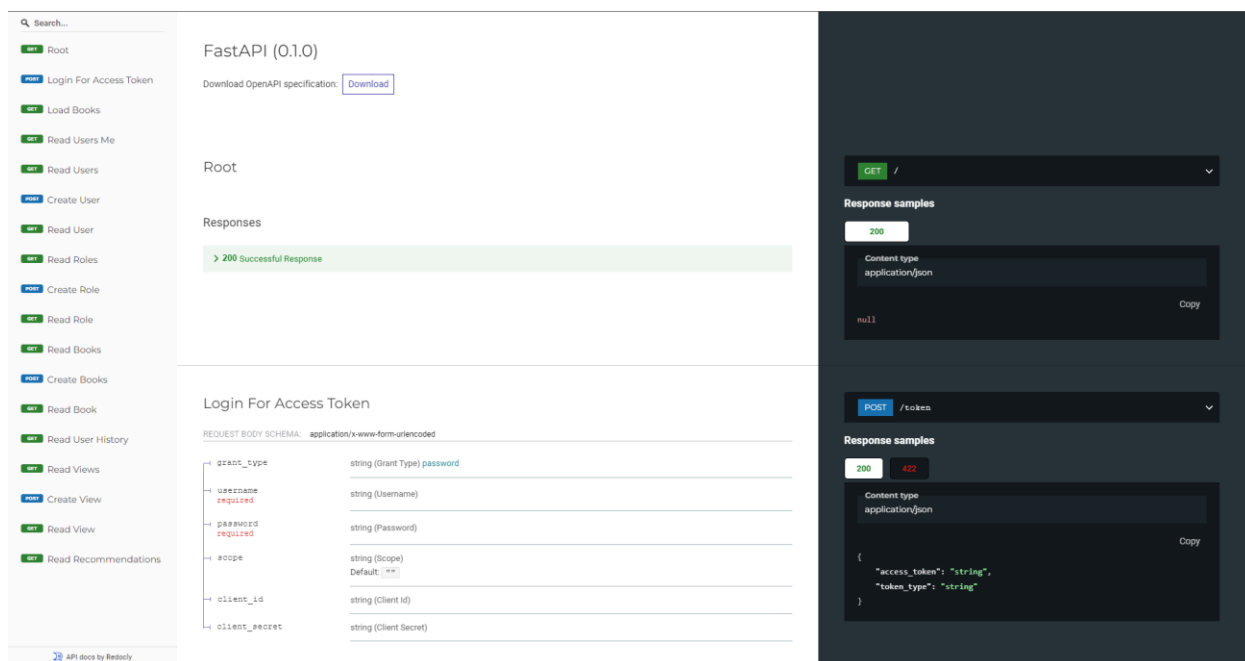 Search...
GET Root
POST Login For Access Token
GET Load Books
GET Read Users Me
GET Read Users
POST Create User
GET Read User
GET Read Roles
POST Create Role
GET Read Role
GET Read Books
POST Create Books
GET Read Book
GET Read User History
GET Read Views
POST Create View
GET Read View
GET Read Recommendations
API docs by Redocly
FastAPI (0.1.0)
Download OpenAPI specification: Download
Root
Responses
200 Successful Response
GET /
Response samples
200
Content type
application/json
Copy
null
Login For Access Token
REQUEST BODY SCHEMA: application/x-www-form-urlencoded
grant_type string (Grant Type) password
username string (Username)
required
password string (Password)
required
scope string (Scope)
Default: ""
client_id string (Client Id)
client_secret string (Client Secret)
POST /token
Response samples
200 422
Content type
application/json
Copy
{
"access_token": "string",
"token_type": "string"
}